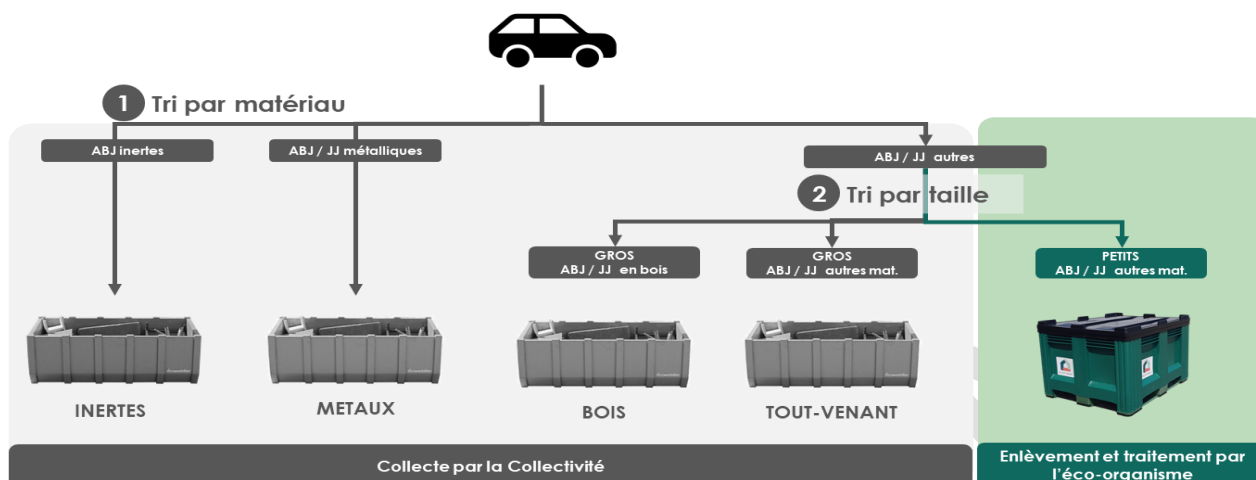 1 Tri par matériau
ABJ inertes
ABJ / JJ métalliques
ABJ / JJ autres
2 Tri par taille
GROS
ABJ / JJ en bois
GROS
ABJ / JJ autres mat.
PETITS
ABJ / JJ autres mat.
INERTES
METAUX
BOIS
TOUT-VENANT
Collecte par la Collectivité
Enlèvement et traitement par
l'éco-organisme